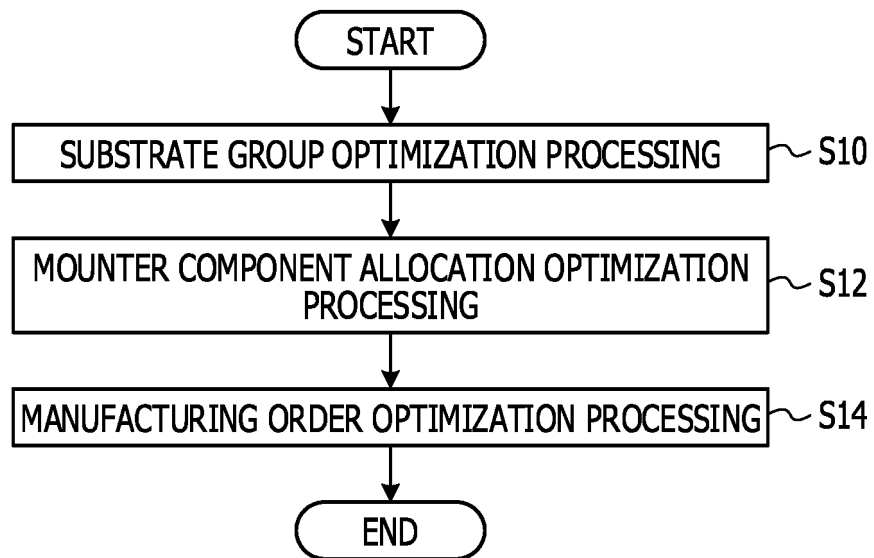 START
SUBSTRATE GROUP OPTIMIZATION PROCESSING
S10
MOUNTER COMPONENT ALLOCATION OPTIMIZATION
PROCESSING
S12
MANUFACTURING ORDER OPTIMIZATION PROCESSING
S14
END